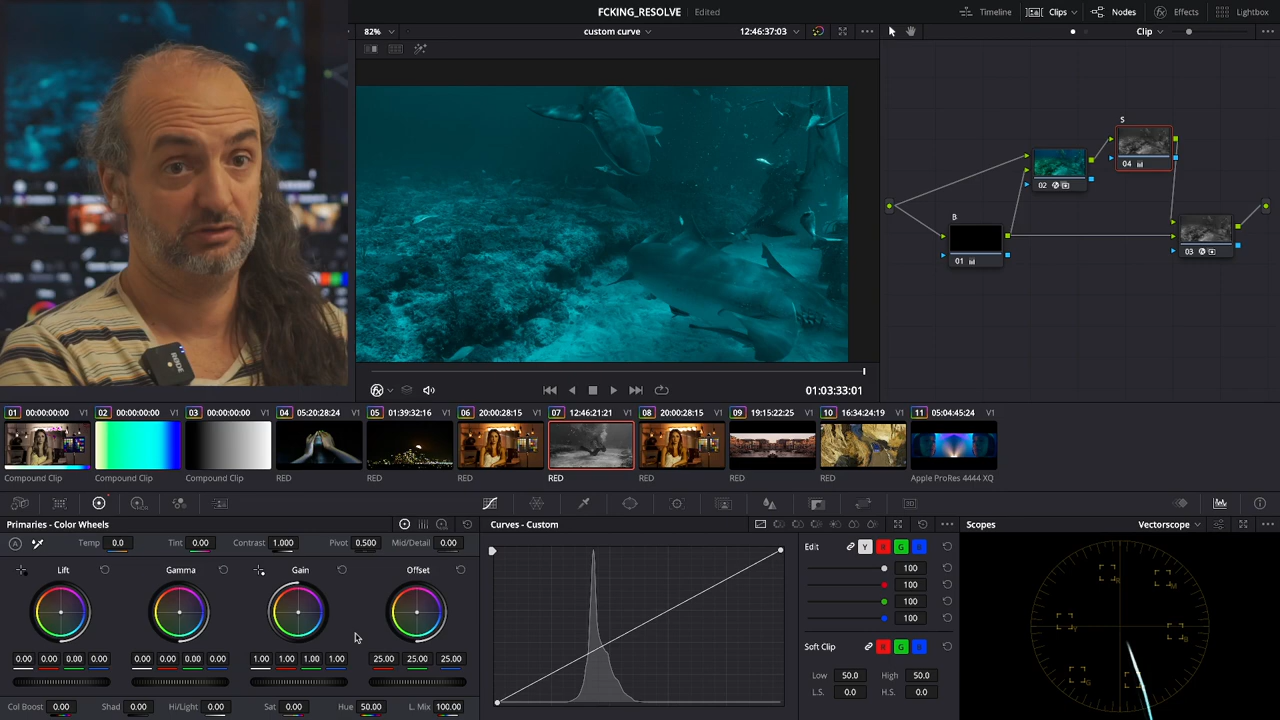 FCKING_RESOLVE Edited
Timeline Clips Nodes Effects Lightbox
82% custom curve 12:46:37:03 Clip
S
04
02
B
01
03
01:03:33:01
01 00:00:00:00 V1 02 00:00:00:00 V1 03 00:00:00:00 V1 04 05:20:28:24 V1 05 01:39:32:16 V1 06 20:00:28:15 V1 07 12:46:21:21 V1 08 20:00:28:15 V1 09 19:15:22:25 V1 10 16:34:24:19 V1 11 05:04:45:24 V1
Compound Clip Compound Clip Compound Clip RED RED RED RED RED RED RED Apple ProRes 4444 XQ
Primaries - Color Wheels Curves - Custom Scopes Vectorscope
A Temp 0.0 Tint 0.00 Contrast 1.000 Pivot 0.500 Mid/Detail 0.00
Edit Y R G B
Lift Gamma Gain Offset
100
100
100
100
Soft Clip R G B
0.00 0.00 0.00 0.00 0.00 0.00 0.00 0.00 1.00 1.00 1.00 1.00 25.00 25.00 25.00
Low 50.0 High 50.0
L.S. 0.0 H.S. 0.0
Col Boost 0.00 Shad 0.00 Hi/Light 0.00 Sat 0.00 Hue 50.00 L. Mix 100.00